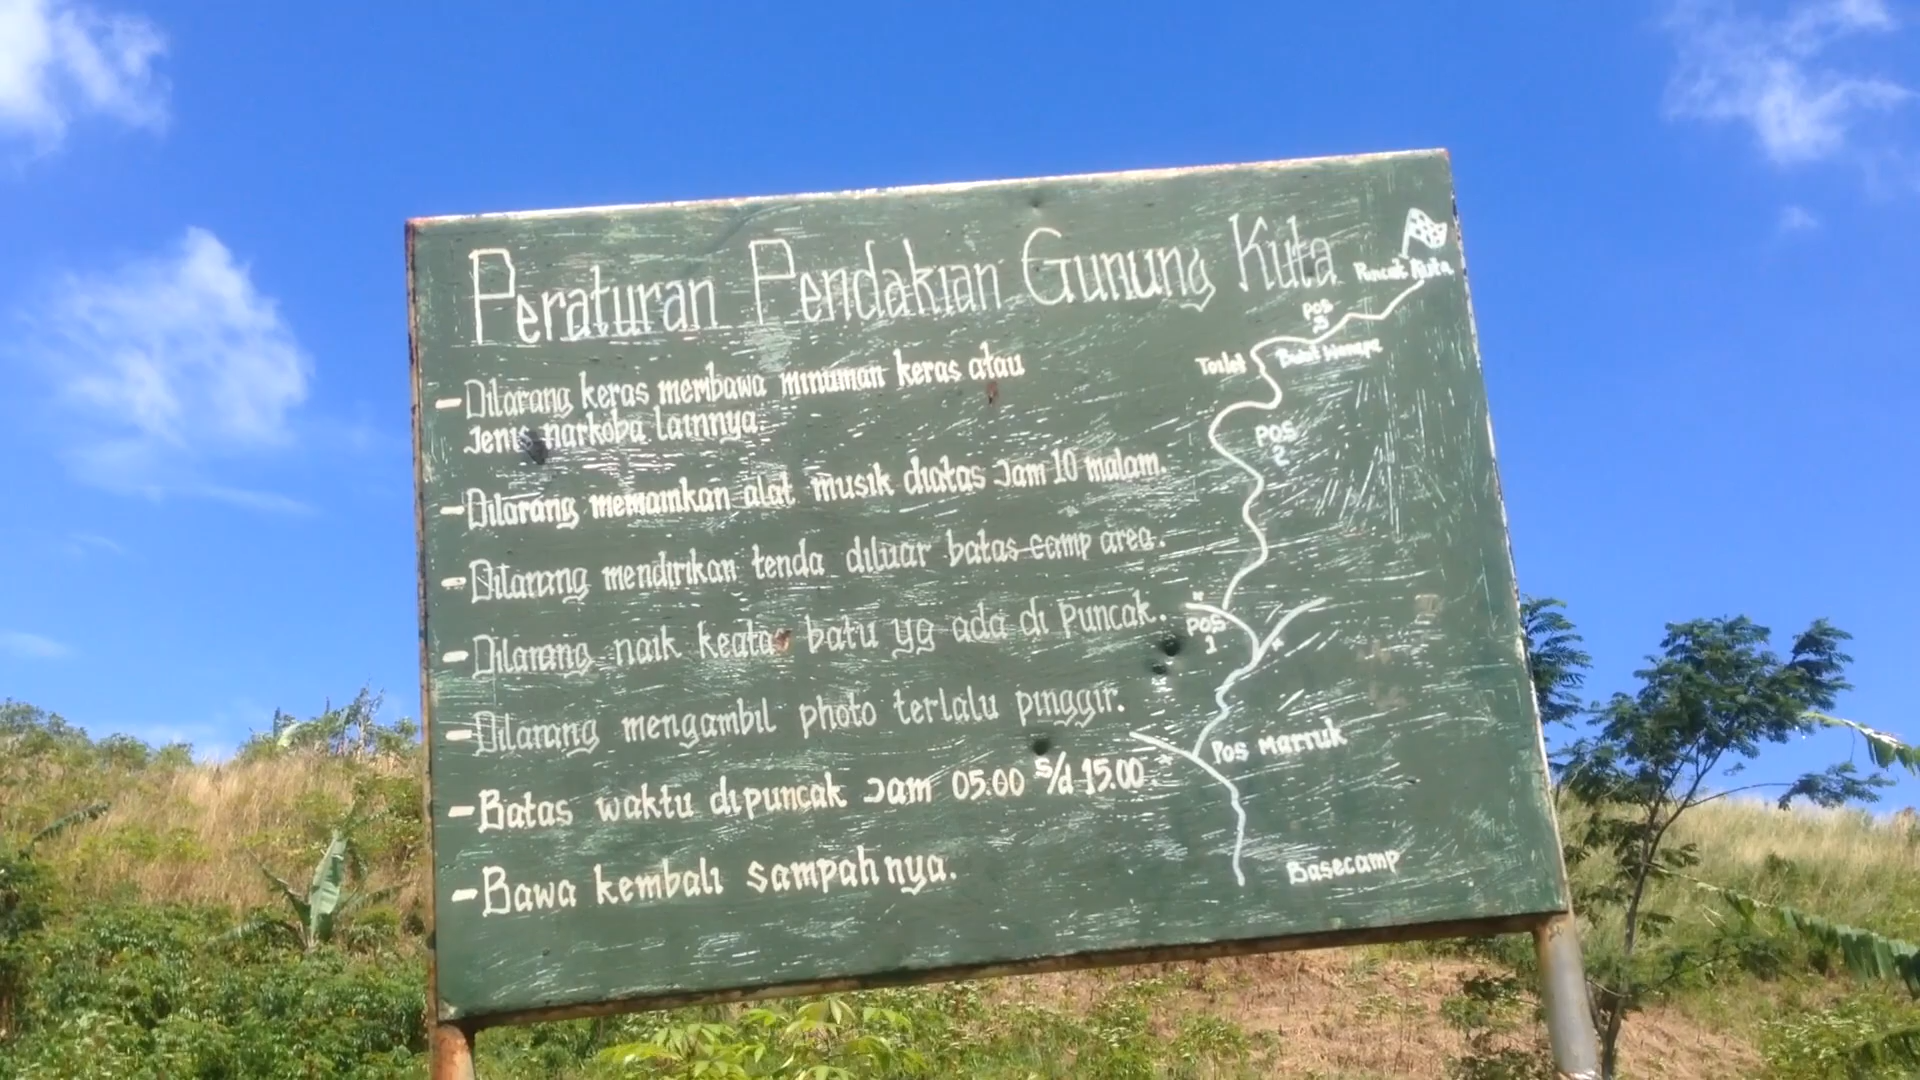 Peraturan Pendakian Gunung Kuta
- Dilarang keras membawa minuman keras atau
Jenis narkoba lainnya.
- Dilarang memainkan alat musik diatas Jam 10 malam.
- Dilarang mendirikan tenda diluar batas camp area.
- Dilarang naik keatas batu yg ada di puncak.
- Dilarang mengambil photo terlalu pinggir.
- Batas waktu dipuncak Jam 05.00 s/d 15.00
- Bawa kembali sampahnya.
Puncak Kuta
Pos
3
Toilet
POS
2
POS
1
Pos Marruk
Basecamp